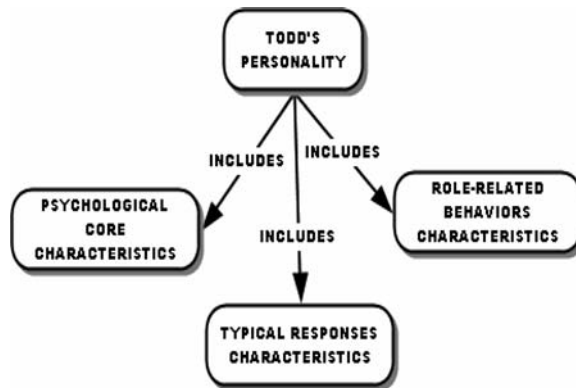 TODD'S
PERSONALITY
INCLUDES
INCLUDES
INCLUDES
PSYCHOLOGICAL
CORE
CHARACTERISTICS
ROLE-RELATED
BEHAVIORS
CHARACTERISTICS
TYPICAL RESPONSES
CHARACTERISTICS